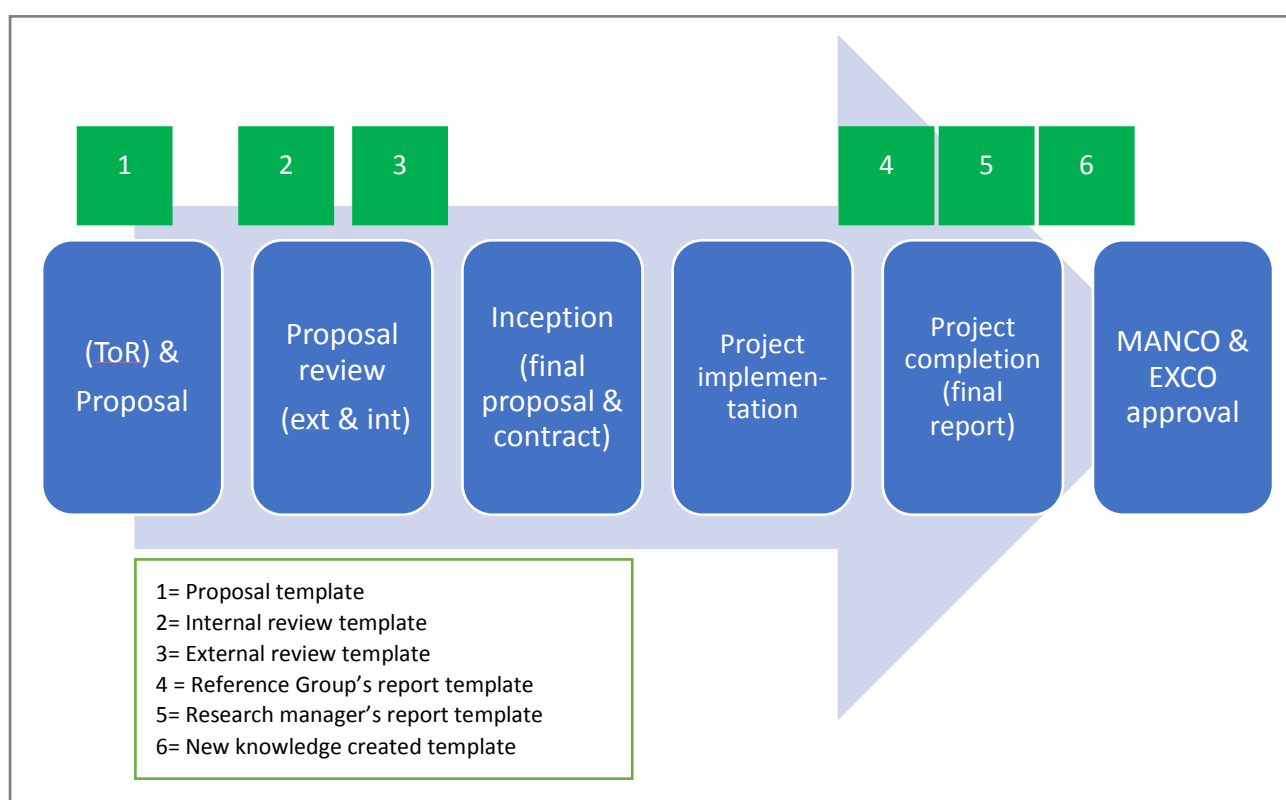 1
2
3
4
5
6
(ToR) &
Proposal
Proposal
review
(ext & int)
Inception
(final
proposal &
contract)
Project
implemen-
tation
Project
completion
(final
report)
MANCO &
EXCO
approval
1= Proposal template
2= Internal review template
3= External review template
4 = Reference Group's report template
5= Research manager's report template
6= New knowledge created template